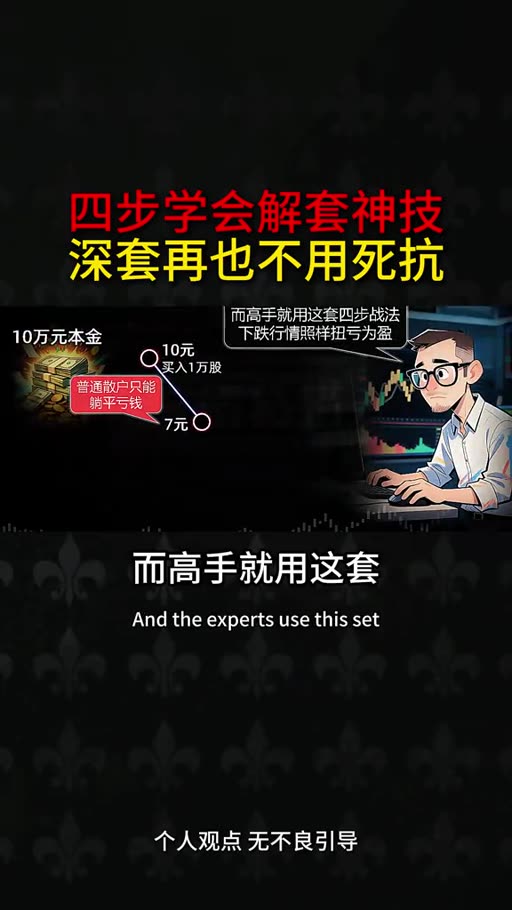 四步学会解套神技
深套再也不用死抗
而高手就用这套四步战法
下跌行情照样扭亏为盈
10万元本金
10元
买入1万股
普通散户只能
躺平亏钱
7元
而高手就用这套
And the experts use this set
个人观点 无不良引导